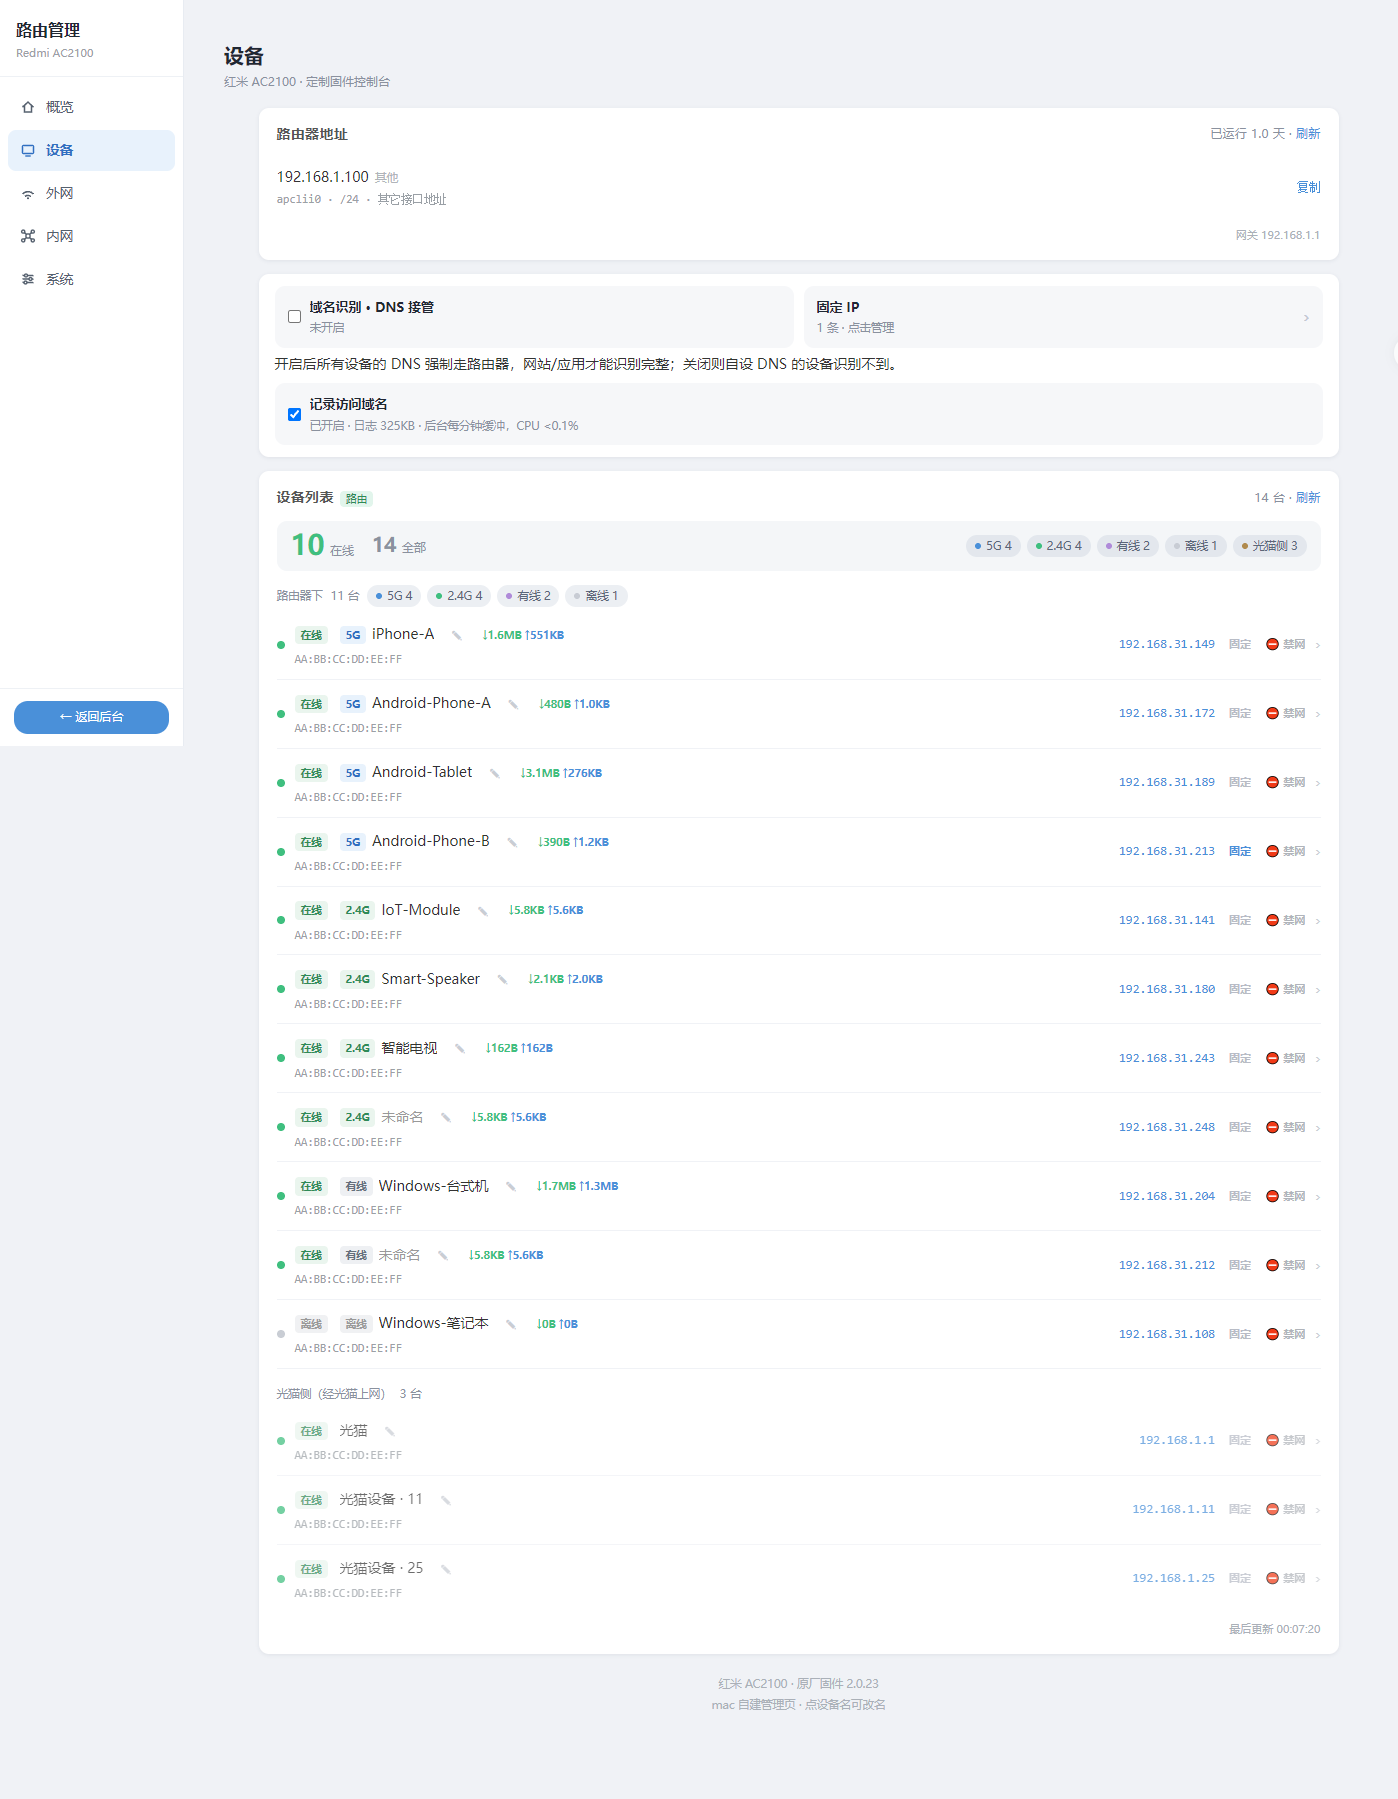 路由管理
Redmi AC2100
概览
设备
外网
内网
系统
← 返回后台
设备
红米 AC2100 · 定制固件控制台
路由器地址
已运行 1.0 天 · 刷新
192.168.1.100 其他
apclii0 · /24 · 其它接口地址
复制
网关 192.168.1.1
域名识别 • DNS 接管
未开启
固定 IP
1 条 · 点击管理
开启后所有设备的 DNS 强制走路由器，网站/应用才能识别完整；关闭则自设 DNS 的设备识别不到。
记录访问域名
已开启 · 日志 325KB · 后台每分钟缓冲，CPU <0.1%
设备列表 路由
14 台 · 刷新
10 在线 14 全部
5G 4 2.4G 4 有线 2 离线 1 光猫侧 3
路由器下 11 台 5G 4 2.4G 4 有线 2 离线 1
在线 5G iPhone-A ↓1.6MB ↑551KB
AA:BB:CC:DD:EE:FF
192.168.31.149 固定 禁网 ›
在线 5G Android-Phone-A ↓480B ↑1.0KB
AA:BB:CC:DD:EE:FF
192.168.31.172 固定 禁网 ›
在线 5G Android-Tablet ↓3.1MB ↑276KB
AA:BB:CC:DD:EE:FF
192.168.31.189 固定 禁网 ›
在线 5G Android-Phone-B ↓390B ↑1.2KB
AA:BB:CC:DD:EE:FF
192.168.31.213 固定 禁网 ›
在线 2.4G IoT-Module ↓5.8KB ↑5.6KB
AA:BB:CC:DD:EE:FF
192.168.31.141 固定 禁网 ›
在线 2.4G Smart-Speaker ↓2.1KB ↑2.0KB
AA:BB:CC:DD:EE:FF
192.168.31.180 固定 禁网 ›
在线 2.4G 智能电视 ↓162B ↑162B
AA:BB:CC:DD:EE:FF
192.168.31.243 固定 禁网 ›
在线 2.4G 未命名 ↓5.8KB ↑5.6KB
AA:BB:CC:DD:EE:FF
192.168.31.248 固定 禁网 ›
在线 有线 Windows-台式机 ↓1.7MB ↑1.3MB
AA:BB:CC:DD:EE:FF
192.168.31.204 固定 禁网 ›
在线 有线 未命名 ↓5.8KB ↑5.6KB
AA:BB:CC:DD:EE:FF
192.168.31.212 固定 禁网 ›
离线 离线 Windows-笔记本 ↓0B ↑0B
AA:BB:CC:DD:EE:FF
192.168.31.108 固定 禁网 ›
光猫侧（经光猫上网） 3 台
在线 光猫
AA:BB:CC:DD:EE:FF
192.168.1.1 固定 禁网 ›
在线 光猫设备 · 11
AA:BB:CC:DD:EE:FF
192.168.1.11 固定 禁网 ›
在线 光猫设备 · 25
AA:BB:CC:DD:EE:FF
192.168.1.25 固定 禁网 ›
最后更新 00:07:20
红米 AC2100 · 原厂固件 2.0.23
mac 自建管理页 · 点设备名可改名